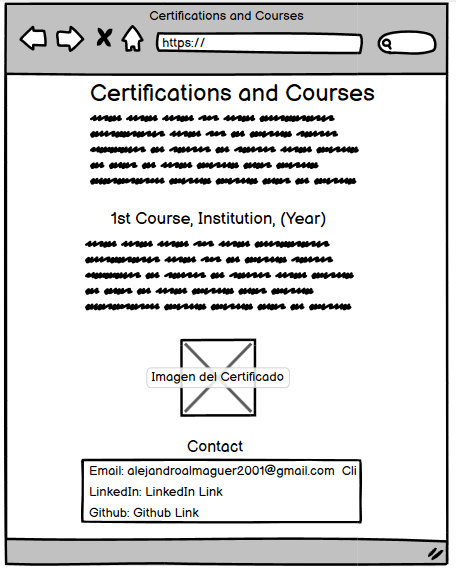 Certifications and Courses
https://
Certifications and Courses
1st Course, Institution, (Year)
Imagen del Certificado
Contact
Email: alejandroalmaguer2001@gmail.com Cli
LinkedIn: LinkedIn Link
Github: Github Link